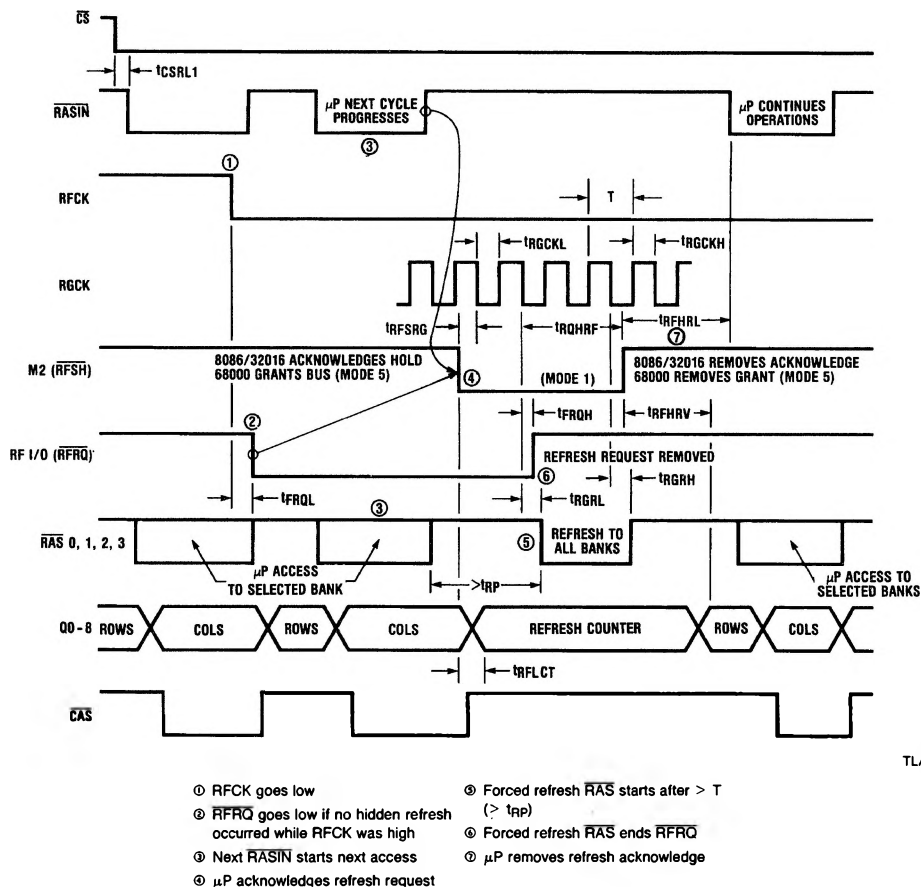 CS
tCSRL1
RASIN
μP NEXT CYCLE
PROGRESSES
③
μP CONTINUES
OPERATIONS
①
RFCK
T
tRGCKL
tRGCKH
RGCK
tRFSRG
tRQHRF
tRFHRL
⑦
M2 (RFSH)
8086/32016 ACKNOWLEDGES HOLD
68000 GRANTS BUS (MODE 5)
④
(MODE 1)
8086/32016 REMOVES ACKNOWLEDGE
68000 REMOVES GRANT (MODE 5)
②
tFRQH
tRFHRV
RF I/O (RFRQ)
REFRESH REQUEST REMOVED
⑥
tFRQL
tRGRL
tRGRH
③
RAS 0, 1, 2, 3
⑤
REFRESH TO
ALL BANKS
μP ACCESS
TO SELECTED BANK
>tRP
μP ACCESS TO
SELECTED BANKS
Q0-8
ROWS
COLS
ROWS
COLS
REFRESH COUNTER
ROWS
COLS
tRFLCT
CAS
TL/
① RFCK goes low
② RFRQ goes low if no hidden refresh
occurred while RFCK was high
③ Next RASIN starts next access
④ μP acknowledges refresh request
⑤ Forced refresh RAS starts after > T
(> tRP)
⑥ Forced refresh RAS ends RFRQ
⑦ μP removes refresh acknowledge